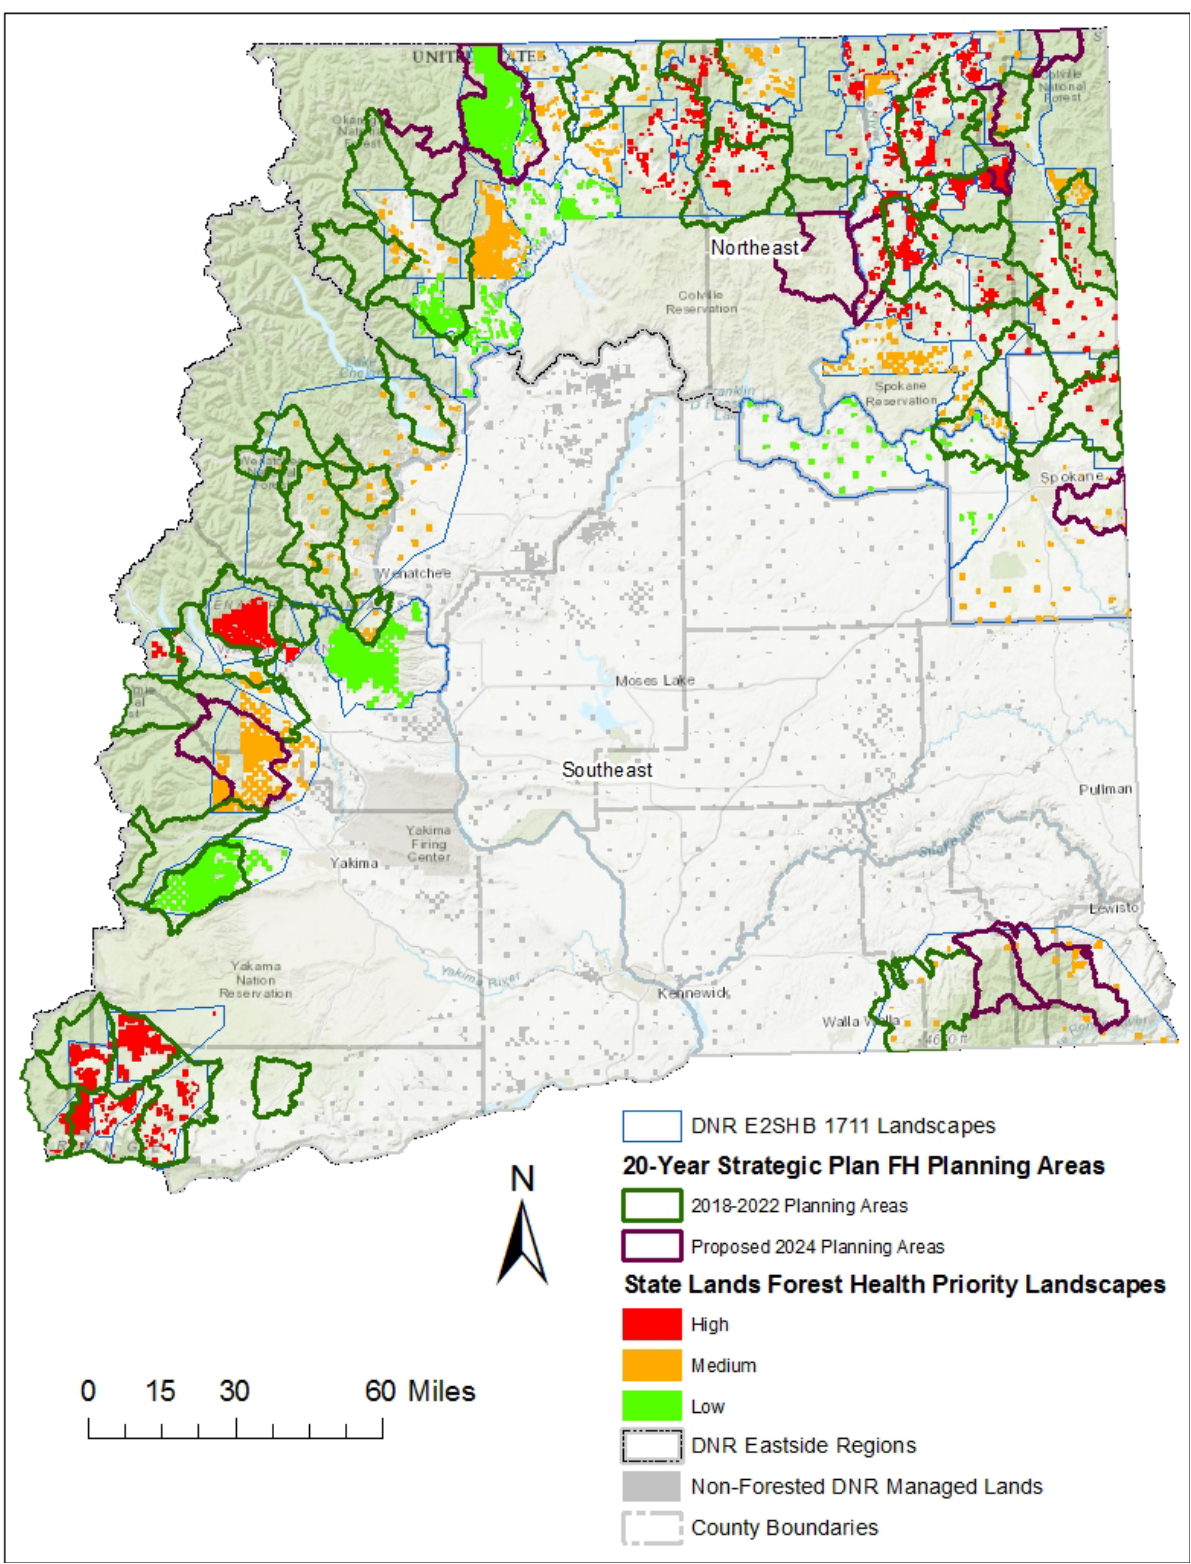 UNITED STATES
Colville
National
Forest
Northeast
Colville
Reservation
Spokane
Reservation
Spokane
Wenatchee
Moses Lake
Southeast
Pullman
Yakima
Firing
Center
Yakima
Snake River
Lewisto
Yakama
Nation
Reservation
Yakima River
Kennewick
Walla Walla
DNR E2SHB 1711 Landscapes
20-Year Strategic Plan FH Planning Areas
2018-2022 Planning Areas
Proposed 2024 Planning Areas
State Lands Forest Health Priority Landscapes
High
Medium
Low
DNR Eastside Regions
Non-Forested DNR Managed Lands
County Boundaries
N
0 15 30 60 Miles